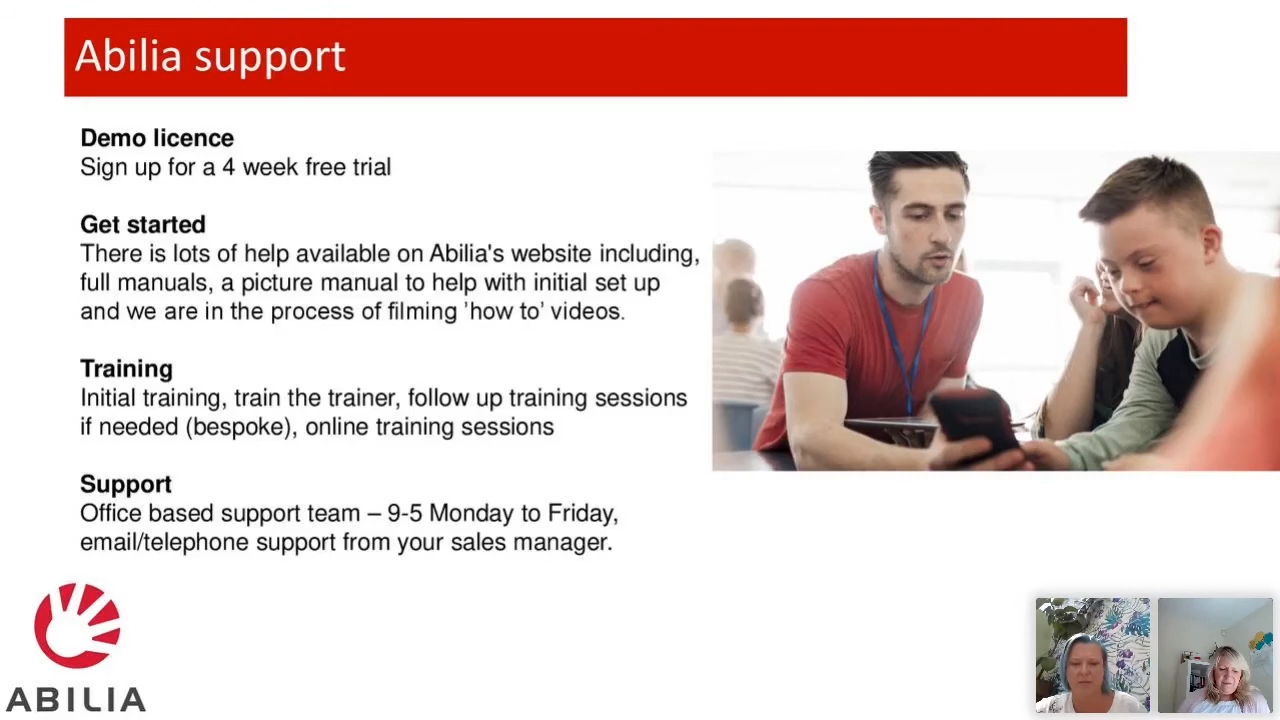 Abilia support
Demo licence
Sign up for a 4 week free trial
Get started
There is lots of help available on Abilia's website including,
full manuals, a picture manual to help with initial set up
and we are in the process of filming 'how to' videos.
Training
Initial training, train the trainer, follow up training sessions
if needed (bespoke), online training sessions
Support
Office based support team – 9-5 Monday to Friday,
email/telephone support from your sales manager.
ABILIA